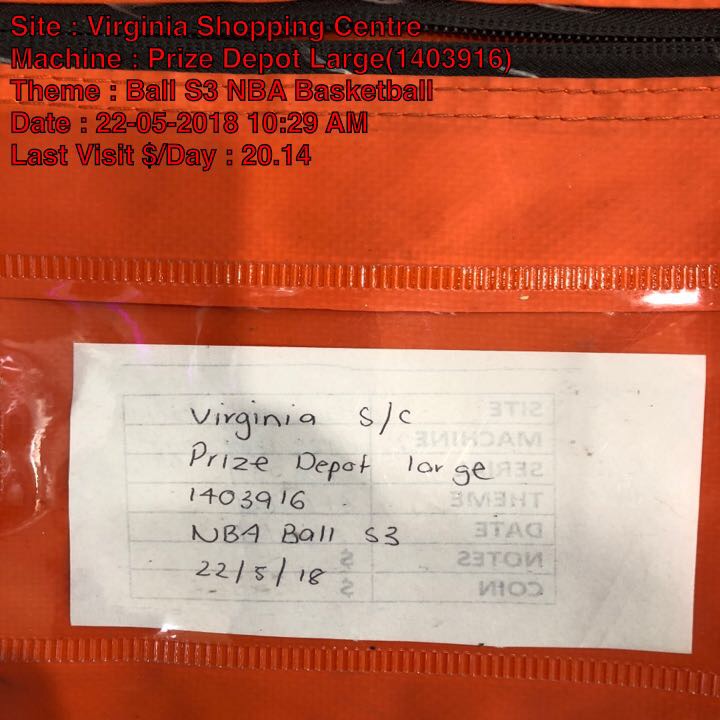 Site : Virginia Shopping Centre
Machine : Prize Depot Large(1403916)
Theme : Ball S3 NBA Basketball
Date : 22-05-2018 10:29 AM
Last Visit $/Day : 20.14
Virginia S/C
Prize Depot large
1403916
NBA Ball S3
22/5/18
SITE
MACHINE
THEME
DATE
NOTES $
COIN $